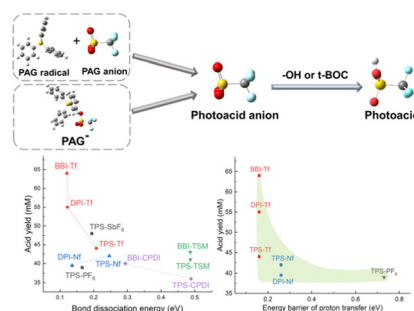 +
PAG radical PAG anion
PAG-
Photoacid anion
-OH or t-BOC
Photoacid
Acid yield (mM)
65
60
55
50
45
40
35
BBI-Tf
DPI-Tf
TPS-SbF6
TPS-Tf
DPI-Nf
TPS-Nf
TPS-PF6
BBI-CPDI
BBI-TSM
TPS-TSM
TPS-CPDI
0.1 0.2 0.3 0.4 0.5
Bond dissociation energy (eV)
Acid yield (mM)
65
60
55
50
45
40
35
BBI-Tf
DPI-Tf
TPS-Tf
TPS-Nf
DPI-Nf
TPS-PF6
0.1 0.2 0.3 0.4 0.5 0.6 0.7 0.8
Energy barrier of proton transfer (eV)